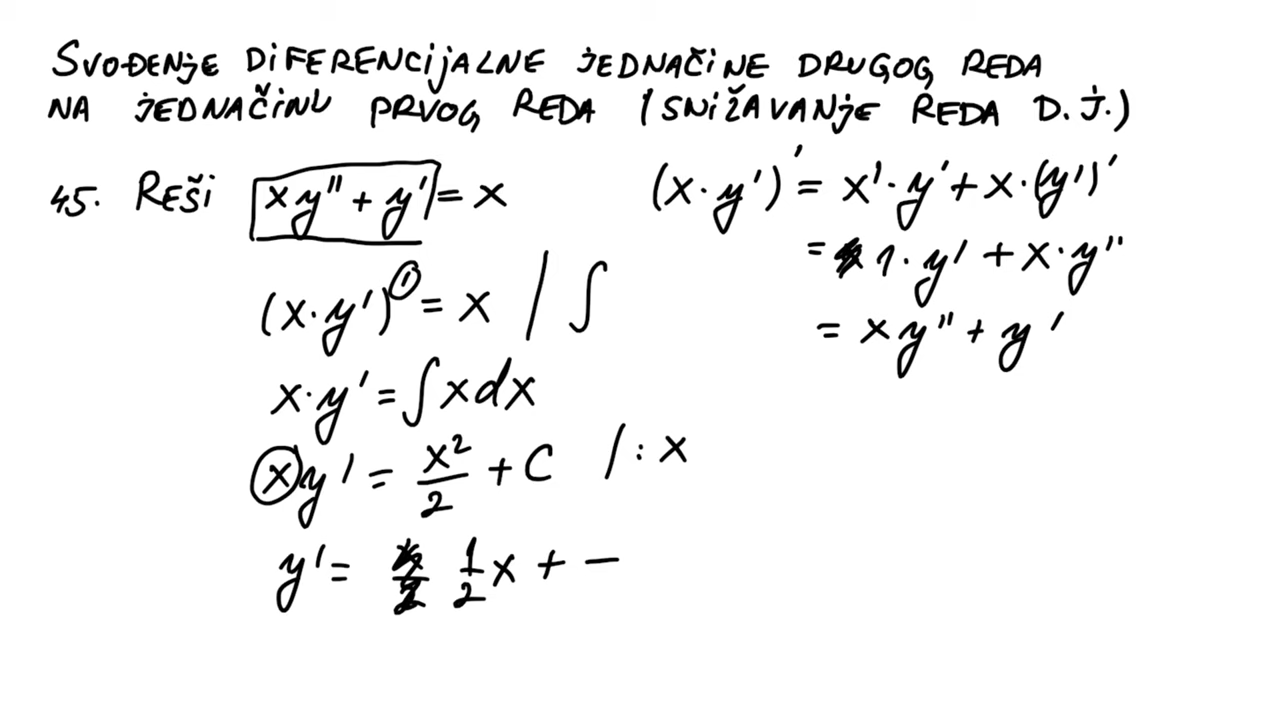 SVOĐENJE DIFERENCIJALNE JEDNAČINE DRUGOG REDA
NA JEDNAČINU PRVOG REDA (SNIŽAVANJE REDA D.J.)
45. REŠI xy'' + y' = x
(x·y')' = x / ∫
x·y' = ∫xdx
xy' = x²/2 + C /:x
y' = 1/2 x + —
(x·y')' = x'·y' + x·(y')'
= 1·y' + x·y''
= xy'' + y'